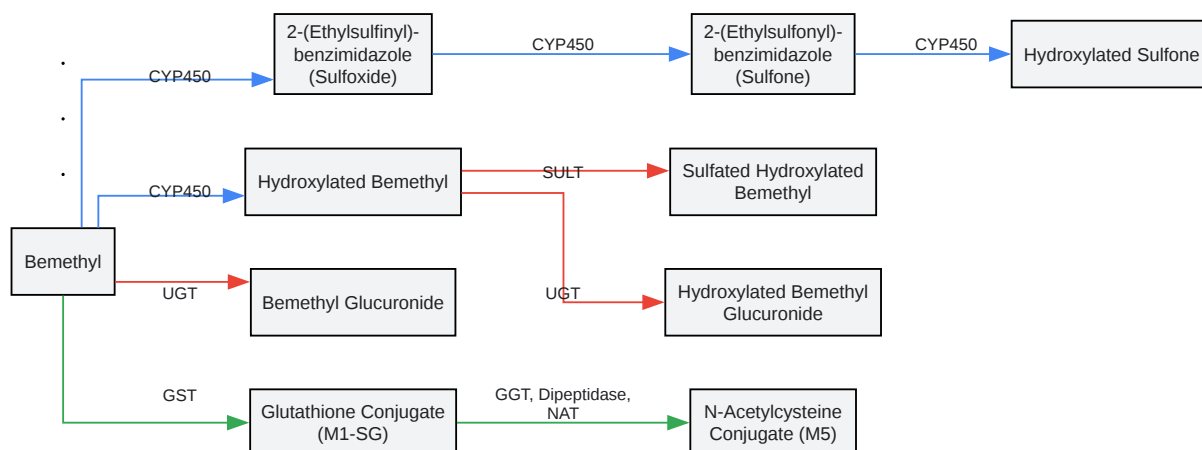 2-(Ethylsulfinyl)-
benzimidazole
(Sulfoxide)
CYP450
2-(Ethylsulfonyl)-
benzimidazole
(Sulfone)
CYP450
Hydroxylated Sulfone
CYP450
Hydroxylated Bemethyl
SULT
Sulfated Hydroxylated
Bemethyl
CYP450
Bemethyl
UGT
Bemethyl Glucuronide
UGT
Hydroxylated Bemethyl
Glucuronide
GST
Glutathione Conjugate
(M1-SG)
GGT, Dipeptidase,
NAT
N-Acetylcysteine
Conjugate (M5)